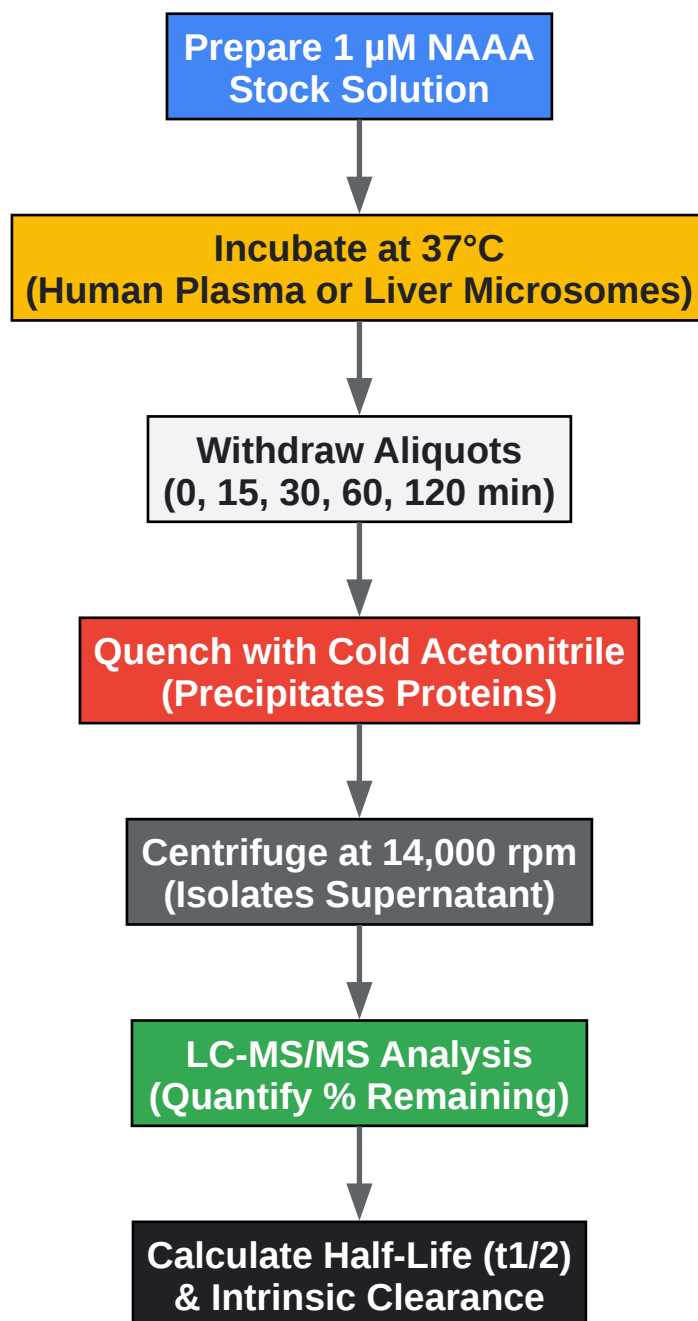 Prepare 1 µM NAAA
Stock Solution
Incubate at 37°C
(Human Plasma or Liver Microsomes)
Withdraw Aliquots
(0, 15, 30, 60, 120 min)
Quench with Cold Acetonitrile
(Precipitates Proteins)
Centrifuge at 14,000 rpm
(Isolates Supernatant)
LC-MS/MS Analysis
(Quantify % Remaining)
Calculate Half-Life (t1/2)
& Intrinsic Clearance